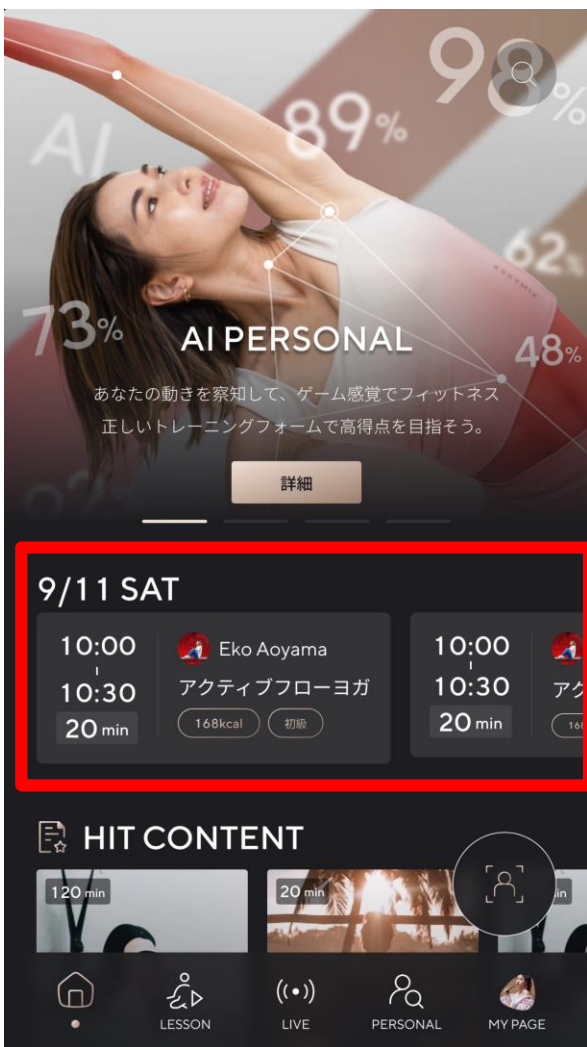 98%
AI
89%
62%
73%
AI PERSONAL
48%
あなたの動きを察知して、ゲーム感覚でフィットネス
正しいトレーニングフォームで高得点を目指そう。
詳細
9/11 SAT
10:00
10:30
20 min
Eko Aoyama
アクティブフローヨガ
168kcal
初級
10:00
10:30
20 min
HIT CONTENT
120 min
20 min
LESSON
LIVE
PERSONAL
MY PAGE